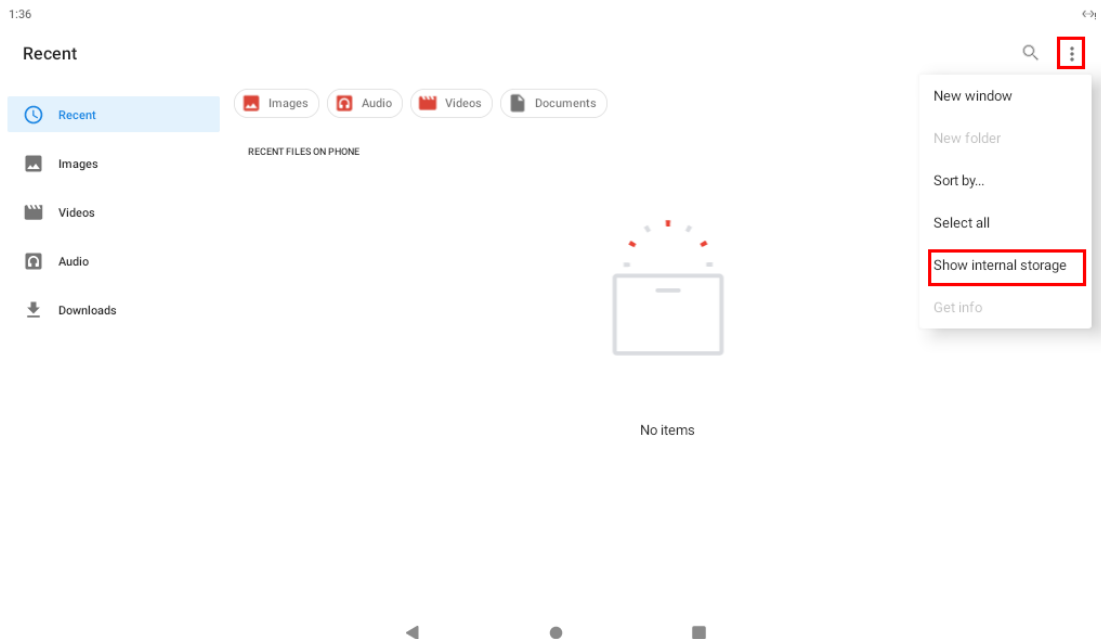 1:36
Recent
Recent
Images
Videos
Audio
Downloads
Images
Audio
Videos
Documents
RECENT FILES ON PHONE
No items
New window
New folder
Sort by...
Select all
Show internal storage
Get info